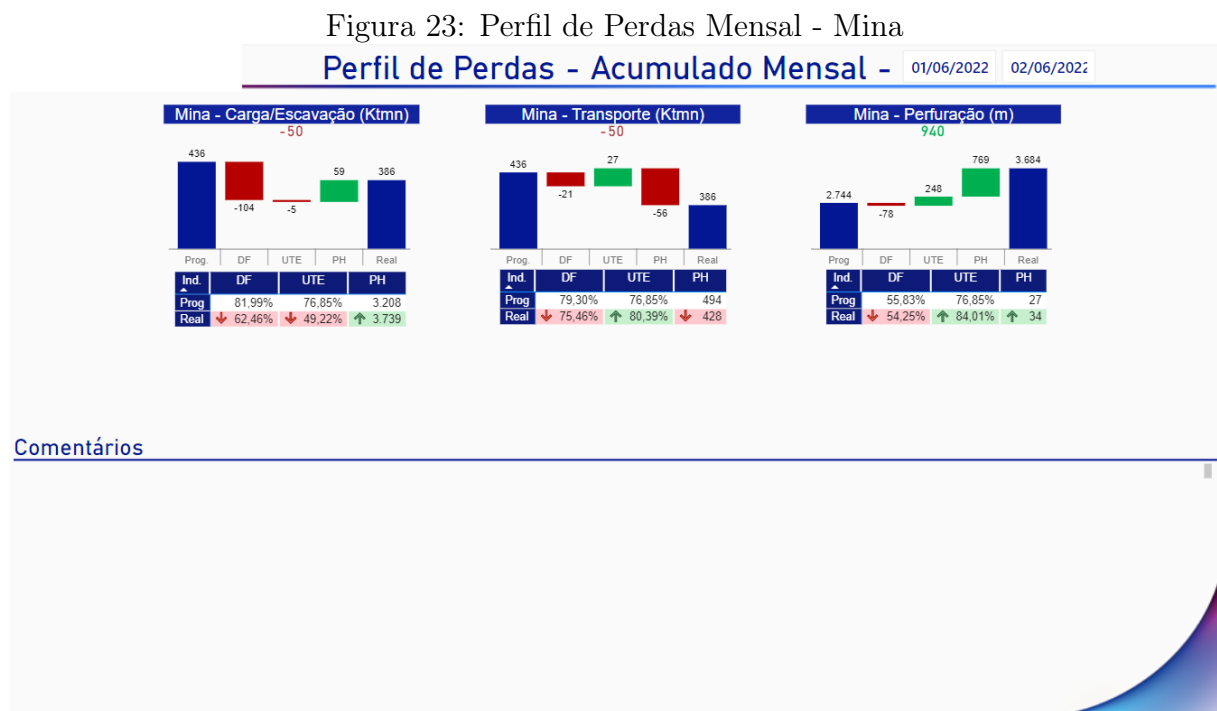 Figura 23: Perfil de Perdas Mensal - Mina
Perfil de Perdas - Acumulado Mensal - 01/06/2022 02/06/2022
Mina - Carga/Escavação (Ktmn)
-50
436
-104
-5
59
386
Prog. DF UTE PH Real
Ind. DF UTE PH
Prog 81,99% 76,85% 3.208
Real 62,46% 49,22% 3.739
Mina - Transporte (Ktmn)
-50
436
-21
27
-56
386
Prog. DF UTE PH Real
Ind. DF UTE PH
Prog 79,30% 76,85% 494
Real 75,46% 80,39% 428
Mina - Perfuração (m)
940
2.744
-78
248
769
3.684
Prog DF UTE PH Real
Ind. DF UTE PH
Prog 55,83% 76,85% 27
Real 54,25% 84,01% 34
Comentários